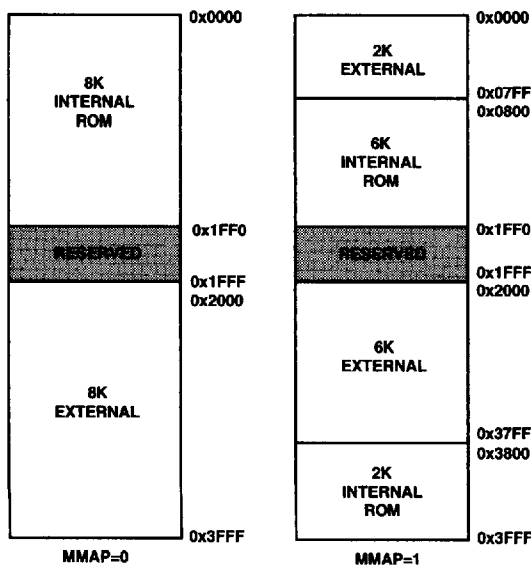 0x0000
8K
INTERNAL
ROM
0x1FF0
RESERVED
0x1FFF
0x2000
8K
EXTERNAL
0x3FFF
MMAP=0
0x0000
2K
EXTERNAL
0x07FF
0x0800
6K
INTERNAL
ROM
0x1FF0
RESERVED
0x1FFF
0x2000
6K
EXTERNAL
0x37FF
0x3800
2K
INTERNAL
ROM
0x3FFF
MMAP=1